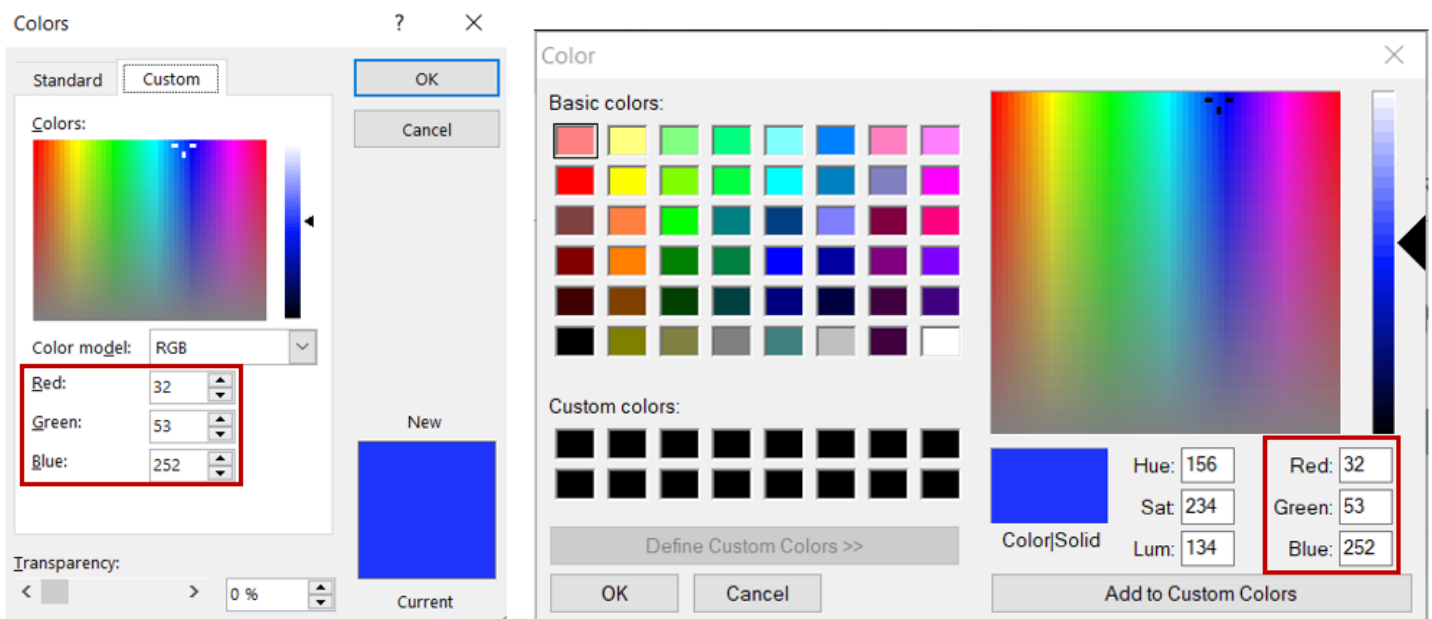 Colors ?
Standard Custom
OK
Colors:
Cancel
Color model: RGB
Red: 32
Green: 53
Blue: 252
New
Current
Transparency:
0 %
Color
Basic colors:
Custom colors:
Define Custom Colors >>
OK Cancel
Color|Solid
Hue: 156
Sat: 234
Lum: 134
Red: 32
Green: 53
Blue: 252
Add to Custom Colors